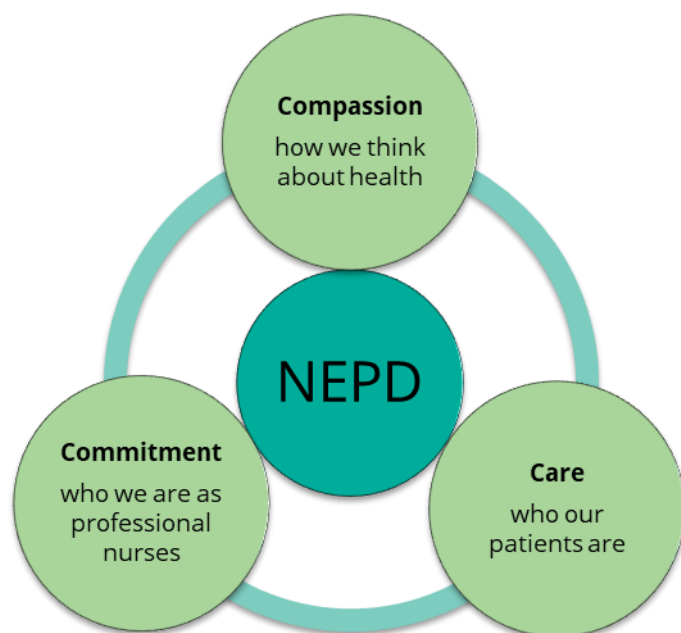 Compassion
how we think
about health
NEPD
Commitment
who we are as
professional
nurses
Care
who our
patients are